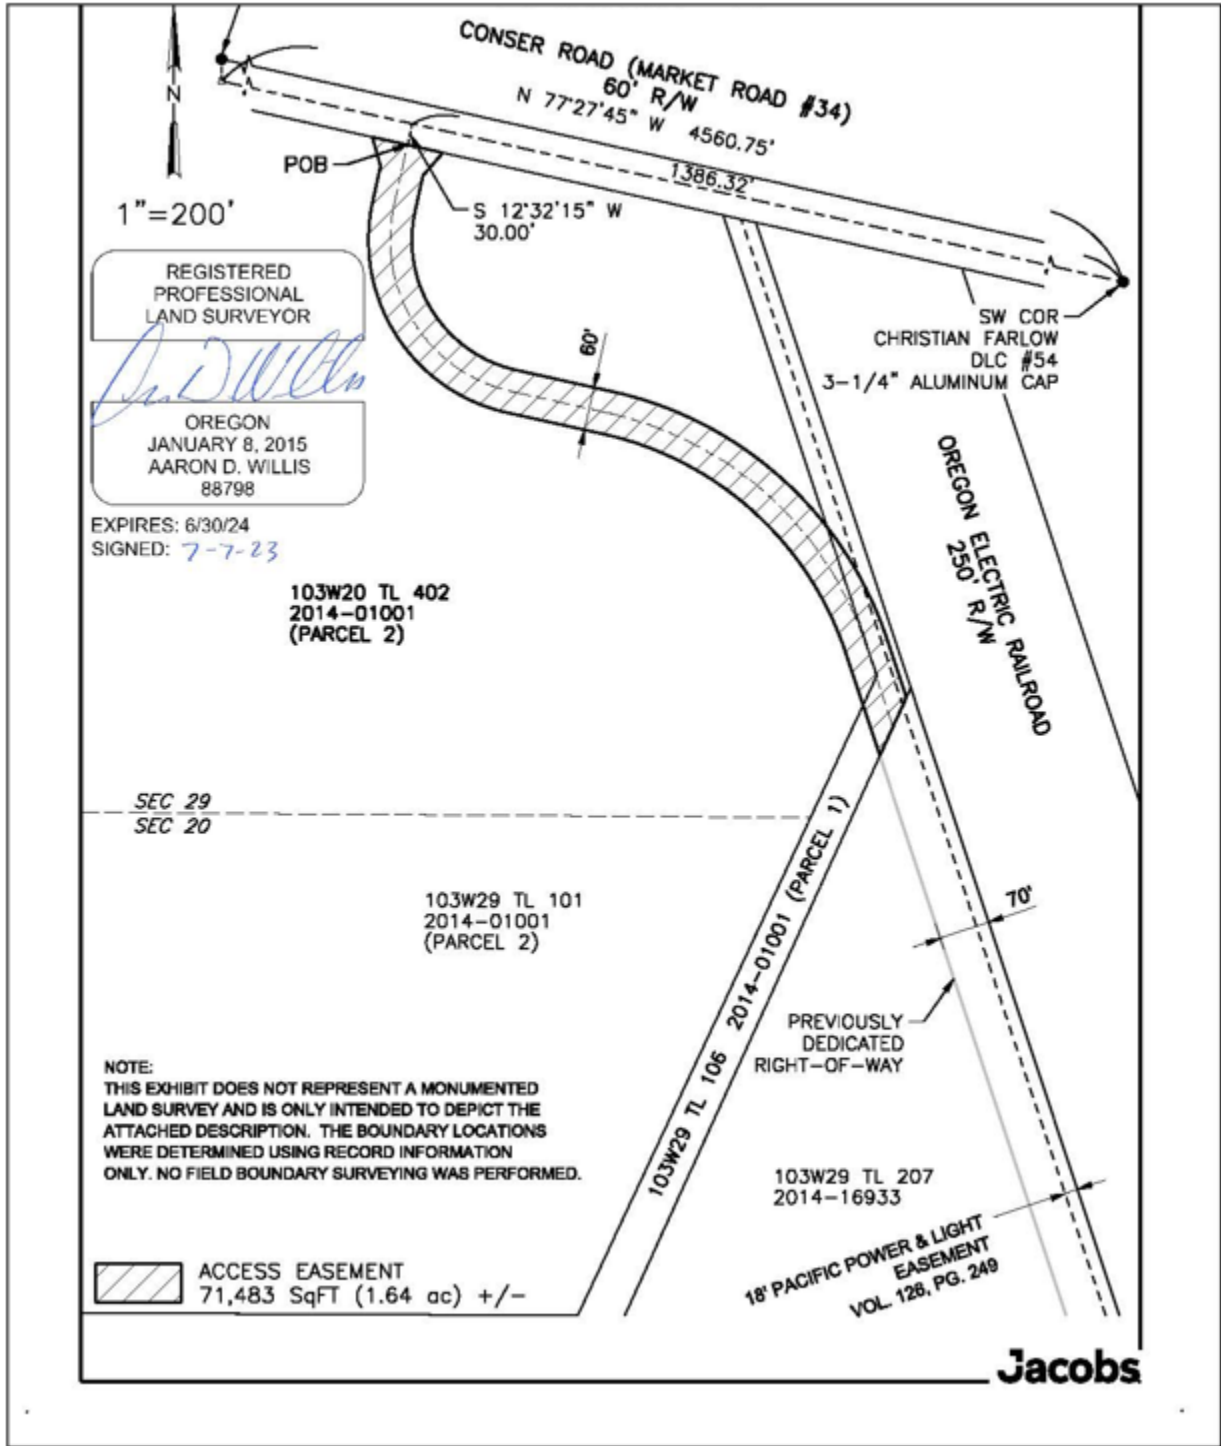 CONSER ROAD (MARKET ROAD #34)
60' R/W
N 77°27'45" W 4560.75'
1386.32'
N
POB
S 12°32'15" W
30.00'
1"=200'
REGISTERED
PROFESSIONAL
LAND SURVEYOR
OREGON
JANUARY 8, 2015
AARON D. WILLIS
88798
EXPIRES: 6/30/24
SIGNED: 7-7-23
SW COR
CHRISTIAN FARLOW
DLC #54
3-1/4" ALUMINUM CAP
60'
OREGON ELECTRIC RAILROAD
250' R/W
103W20 TL 402
2014-01001
(PARCEL 2)
SEC 29
SEC 20
103W29 TL 101
2014-01001
(PARCEL 2)
103W29 TL 106 2014-01001 (PARCEL 1)
70'
PREVIOUSLY
DEDICATED
RIGHT-OF-WAY
NOTE:
THIS EXHIBIT DOES NOT REPRESENT A MONUMENTED
LAND SURVEY AND IS ONLY INTENDED TO DEPICT THE
ATTACHED DESCRIPTION. THE BOUNDARY LOCATIONS
WERE DETERMINED USING RECORD INFORMATION
ONLY. NO FIELD BOUNDARY SURVEYING WAS PERFORMED.
103W29 TL 207
2014-16933
18' PACIFIC POWER & LIGHT
EASEMENT
VOL. 126, PG. 249
ACCESS EASEMENT
71,483 SqFT (1.64 ac) +/-
Jacobs